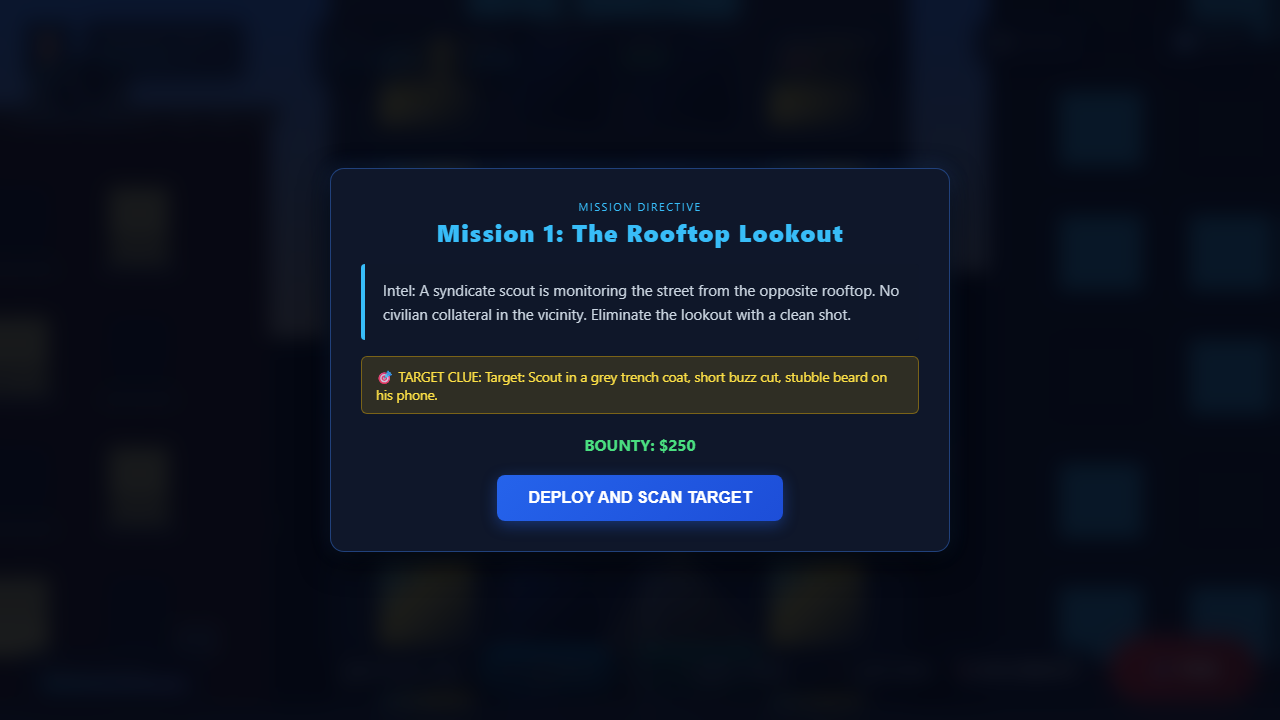 MISSION DIRECTIVE
Mission 1: The Rooftop Lookout
Intel: A syndicate scout is monitoring the street from the opposite rooftop. No
civilian collateral in the vicinity. Eliminate the lookout with a clean shot.
🎯 TARGET CLUE: Target: Scout in a grey trench coat, short buzz cut, stubble beard on
his phone.
BOUNTY: $250
DEPLOY AND SCAN TARGET